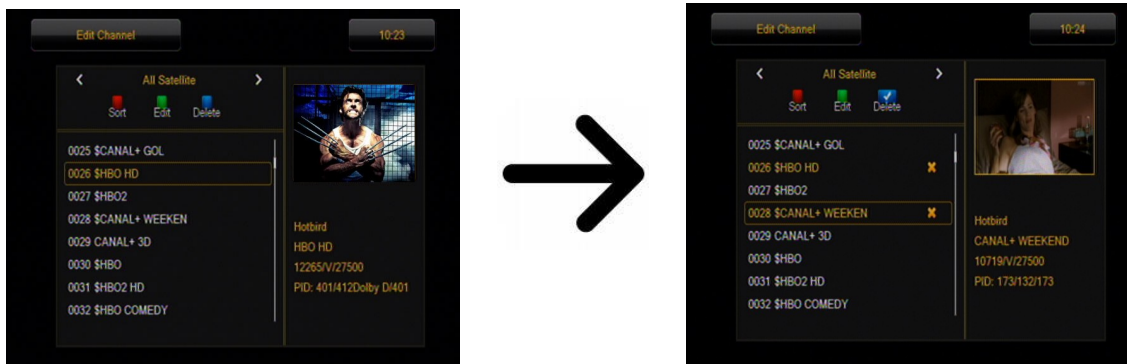 Edit Channel
10:23
All Satellite
Sort Edit Delete
0025 $CANAL+ GOL
0026 $HBO HD
0027 $HBO2
0028 $CANAL+ WEEKEN
0029 CANAL+ 3D
0030 $HBO
0031 $HBO2 HD
0032 $HBO COMEDY
Hotbird
HBO HD
12265/V/27500
PID: 401/412Dolby D/401
Edit Channel
10:24
All Satellite
Sort Edit Delete
0025 $CANAL+ GOL
0026 $HBO HD
0027 $HBO2
0028 $CANAL+ WEEKEN
0029 CANAL+ 3D
0030 $HBO
0031 $HBO2 HD
0032 $HBO COMEDY
Hotbird
CANAL+ WEEKEND
10719/V/27500
PID: 173/132/173